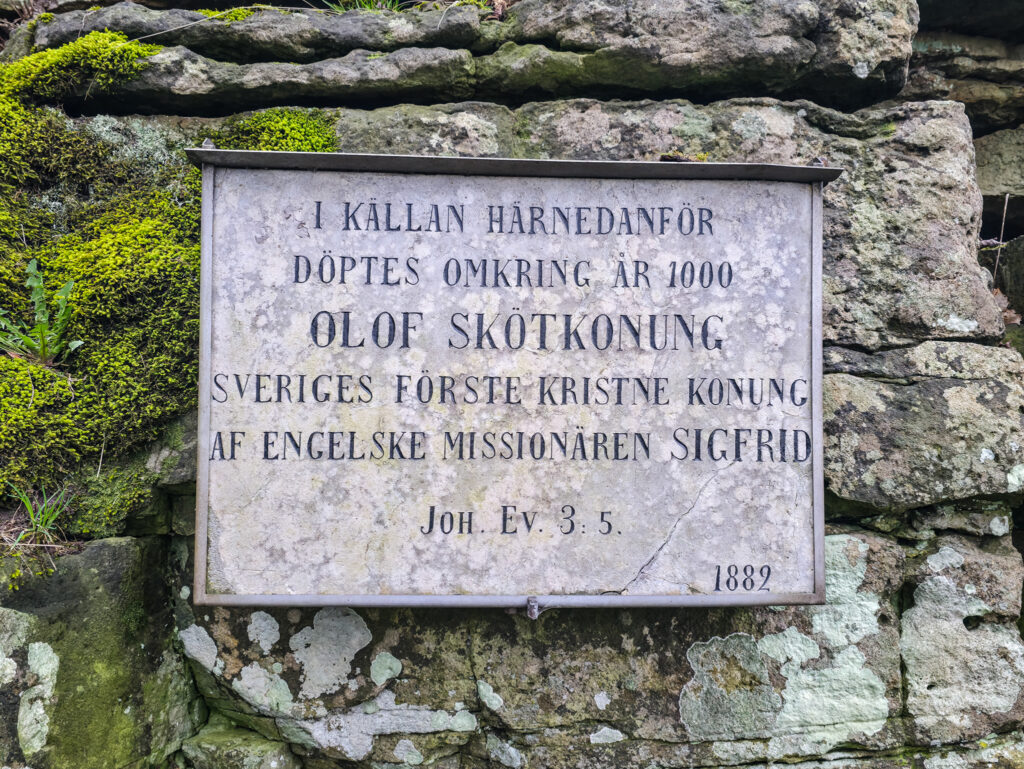 I KÄLLAN HÄRNEDANFÖR
DÖPTES OMKRING ÅR 1000
OLOF SKÖTKONUNG
SVERIGES FÖRSTE KRISTNE KONUNG
AF ENGELSKE MISSIONÄREN SIGFRID
JOH. EV. 3: 5.
1882